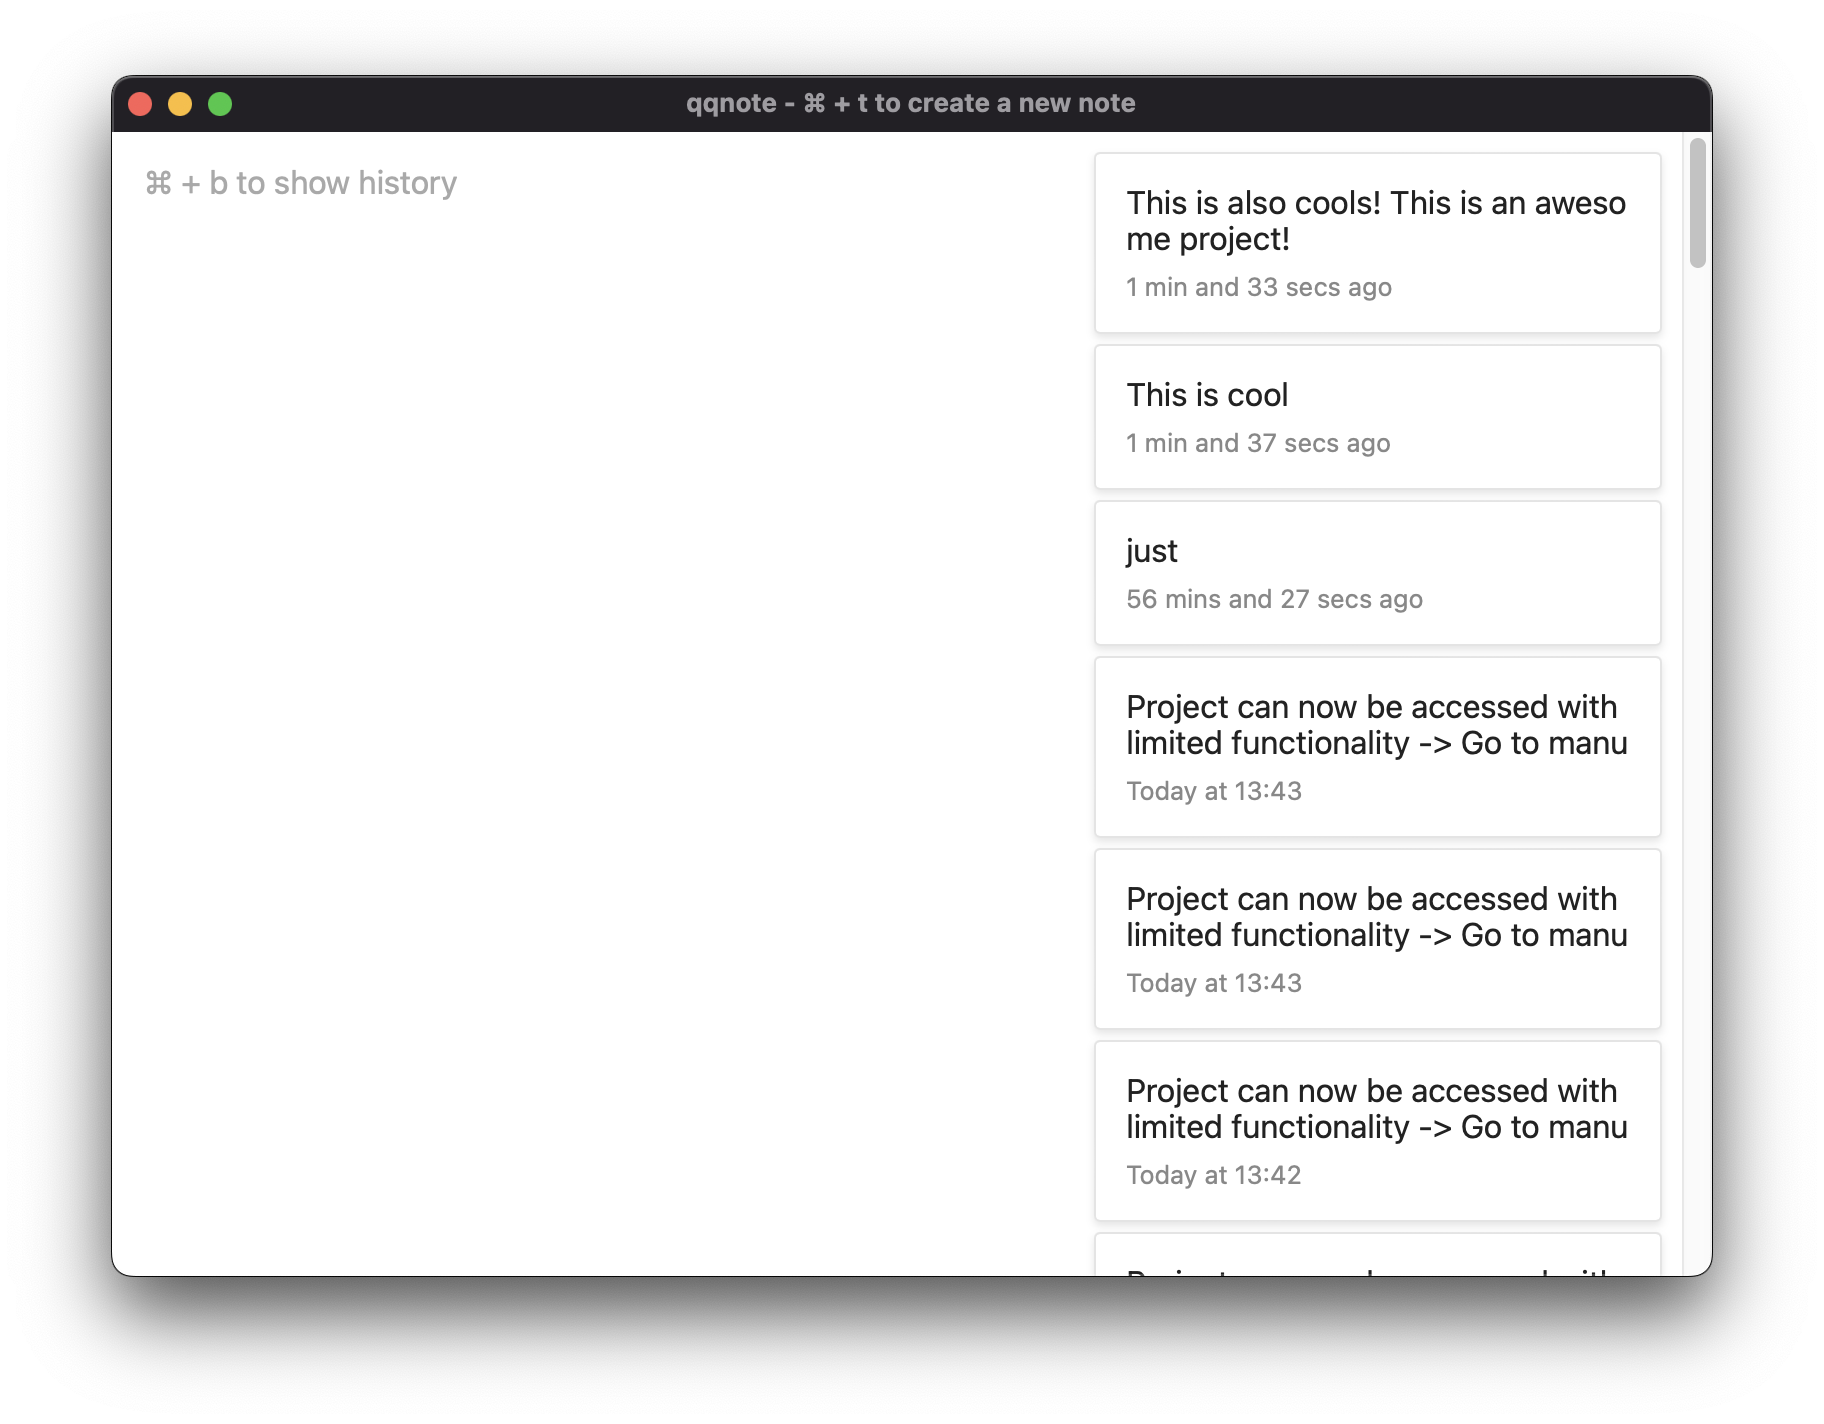 qqnote - ⌘ + t to create a new note
⌘ + b to show history
This is also cools! This is an aweso
me project!
1 min and 33 secs ago
This is cool
1 min and 37 secs ago
just
56 mins and 27 secs ago
Project can now be accessed with
limited functionality -> Go to manu
Today at 13:43
Project can now be accessed with
limited functionality -> Go to manu
Today at 13:43
Project can now be accessed with
limited functionality -> Go to manu
Today at 13:42